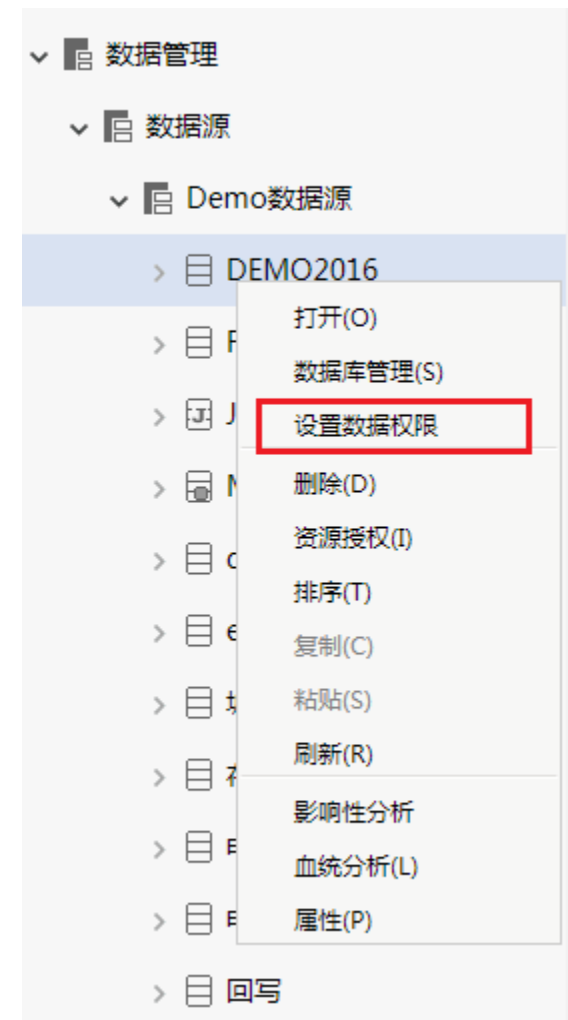 数据管理
数据源
Demo数据源
DEMO2016
打开(O)
数据库管理(S)
设置数据权限
删除(D)
资源授权(I)
排序(T)
复制(C)
粘贴(S)
刷新(R)
影响性分析
血统分析(L)
属性(P)
回写